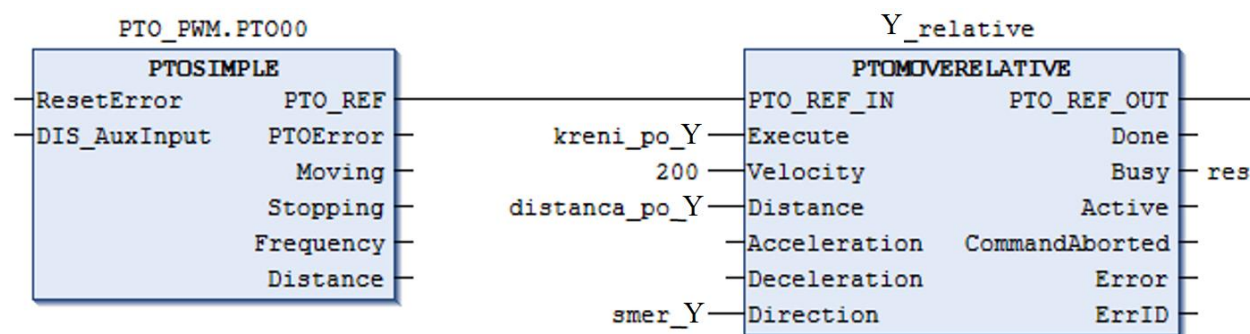 PTO_PWM.PTO00 Y_relative
PTOSIMPLE PTOMOVERELATIVE
ResetError PTO_REF PTO_REF_IN PTO_REF_OUT
DIS_AuxInput PTOError kreni_po_Y Execute Done
Moving 200 Velocity Busy res
Stopping distanca_po_Y Distance Active
Frequency Acceleration CommandAborted
Distance Deceleration Error
smer_Y Direction ErrID